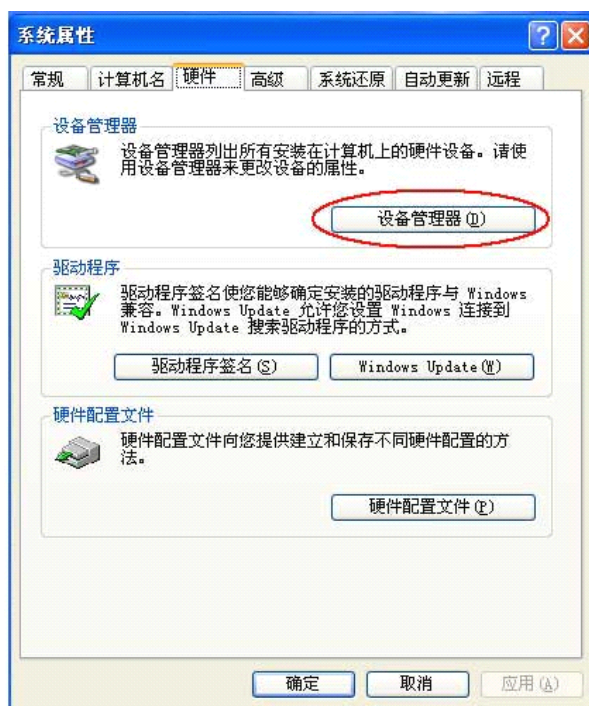 系统属性
常规 计算机名 硬件 高级 系统还原 自动更新 远程
设备管理器
设备管理器列出所有安装在计算机上的硬件设备。请使
用设备管理器来更改设备的属性。
设备管理器(D)
驱动程序
驱动程序签名使您能够确定安装的驱动程序与 Windows
兼容。Windows Update 允许您设置 Windows 连接到
Windows Update 搜索驱动程序的方式。
驱动程序签名(S) Windows Update(W)
硬件配置文件
硬件配置文件向您提供建立和保存不同硬件配置的方
法。
硬件配置文件(P)
确定 取消 应用(A)